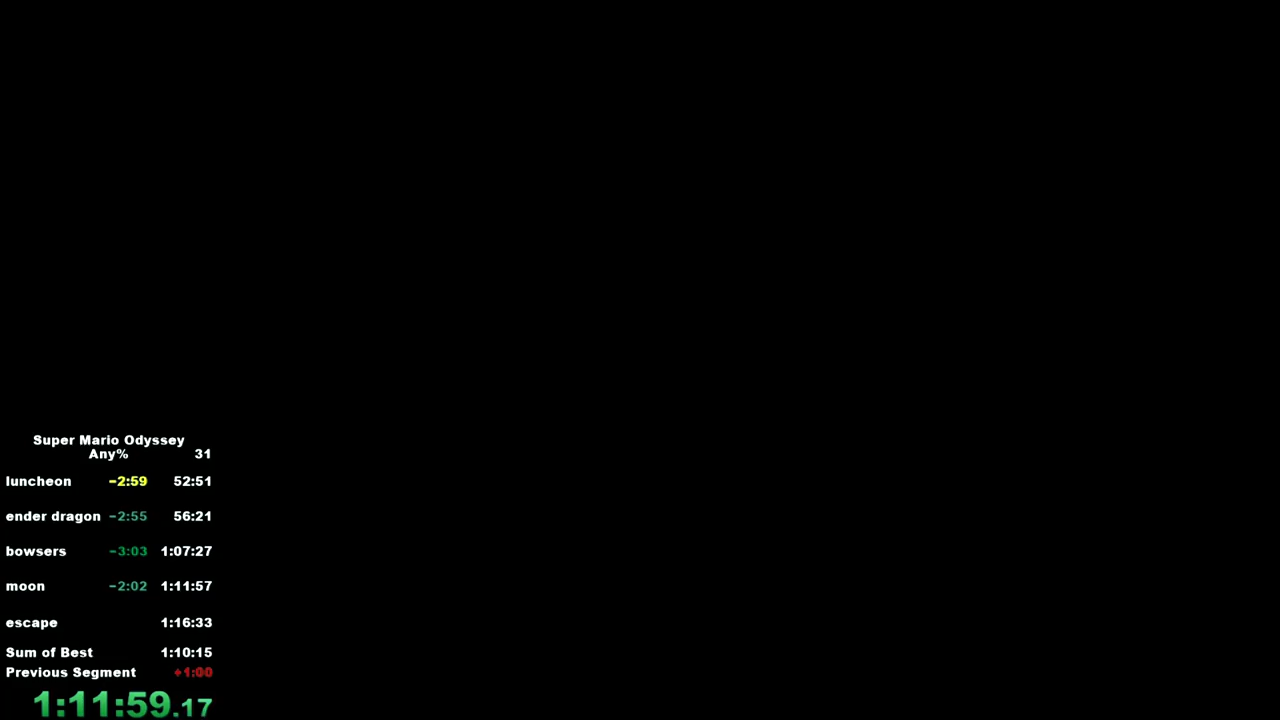 Super Mario Odyssey
Any% 31
luncheon -2:59 52:51
ender dragon -2:55 56:21
bowsers -3:03 1:07:27
moon -2:02 1:11:57
escape 1:16:33
Sum of Best 1:10:15
Previous Segment +1:00
1:11:59.17